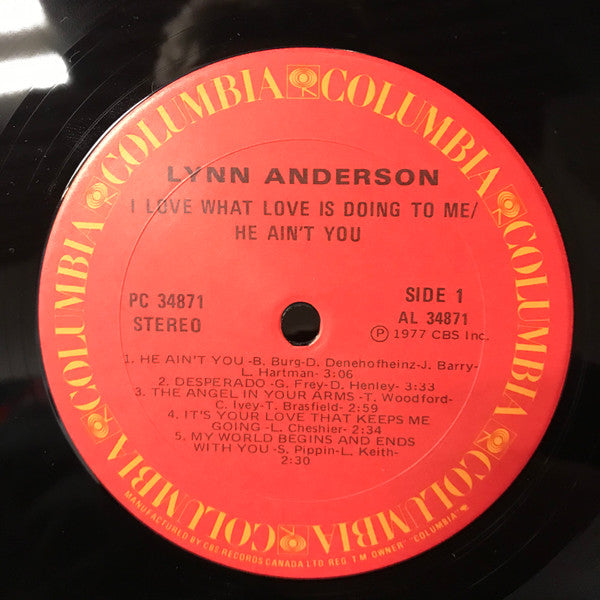 COLUMBIA COLUMBIA COLUMBIA COLUMBIA COLUMBIA COLUMBIA
LYNN ANDERSON
I LOVE WHAT LOVE IS DOING TO ME/
HE AIN'T YOU
PC 34871
STEREO
SIDE 1
AL 34871
Ⓟ 1977 CBS Inc.
1. HE AIN'T YOU -B. Burg-D. Denehofheinz-J. Barry-
L. Hartman- 3:06
2. DESPERADO -G. Frey-D. Henley- 3:33
3. THE ANGEL IN YOUR ARMS -T. Woodford-
C. Ivey-T. Brasfield- 2:59
4. IT'S YOUR LOVE THAT KEEPS ME
GOING -L. Cheshier- 2:34
5. MY WORLD BEGINS AND ENDS
WITH YOU -S. Pippin-L. Keith-
2:30
MANUFACTURED BY CBS RECORDS CANADA LTD REG T M OWNER "COLUMBIA"